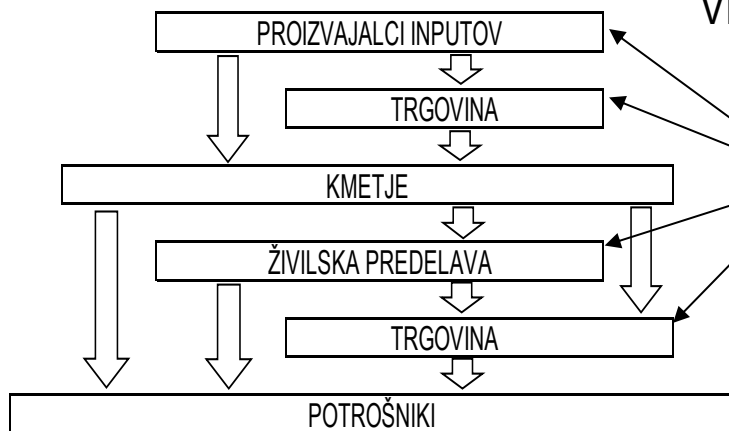 PROIZVAJALCI INPUTOV
TRGOVINA
KMETJE
ŽIVILSKA PREDELAVA
TRGOVINA
POTROŠNIKI